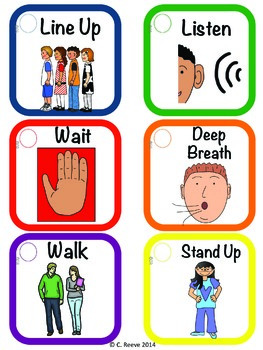 Line Up
Listen
Wait
Deep
Breath
Walk
Stand Up
© C. Reeve 2014